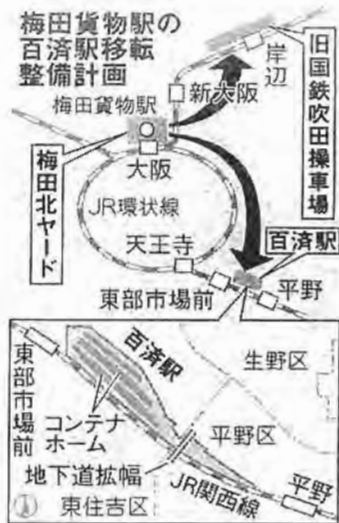 梅田貨物駅の
百済駅移転
整備計画
岸辺
旧国鉄吹田操車場
新大阪
梅田貨物駅
大阪
梅田北ヤード
JR環状線
天王寺
百済駅
東部市場前
平野
東部市場前
百済駅
生野区
コンテナ
ホーム
平野区
地下道拡幅
JR関西線
平野
東住吉区